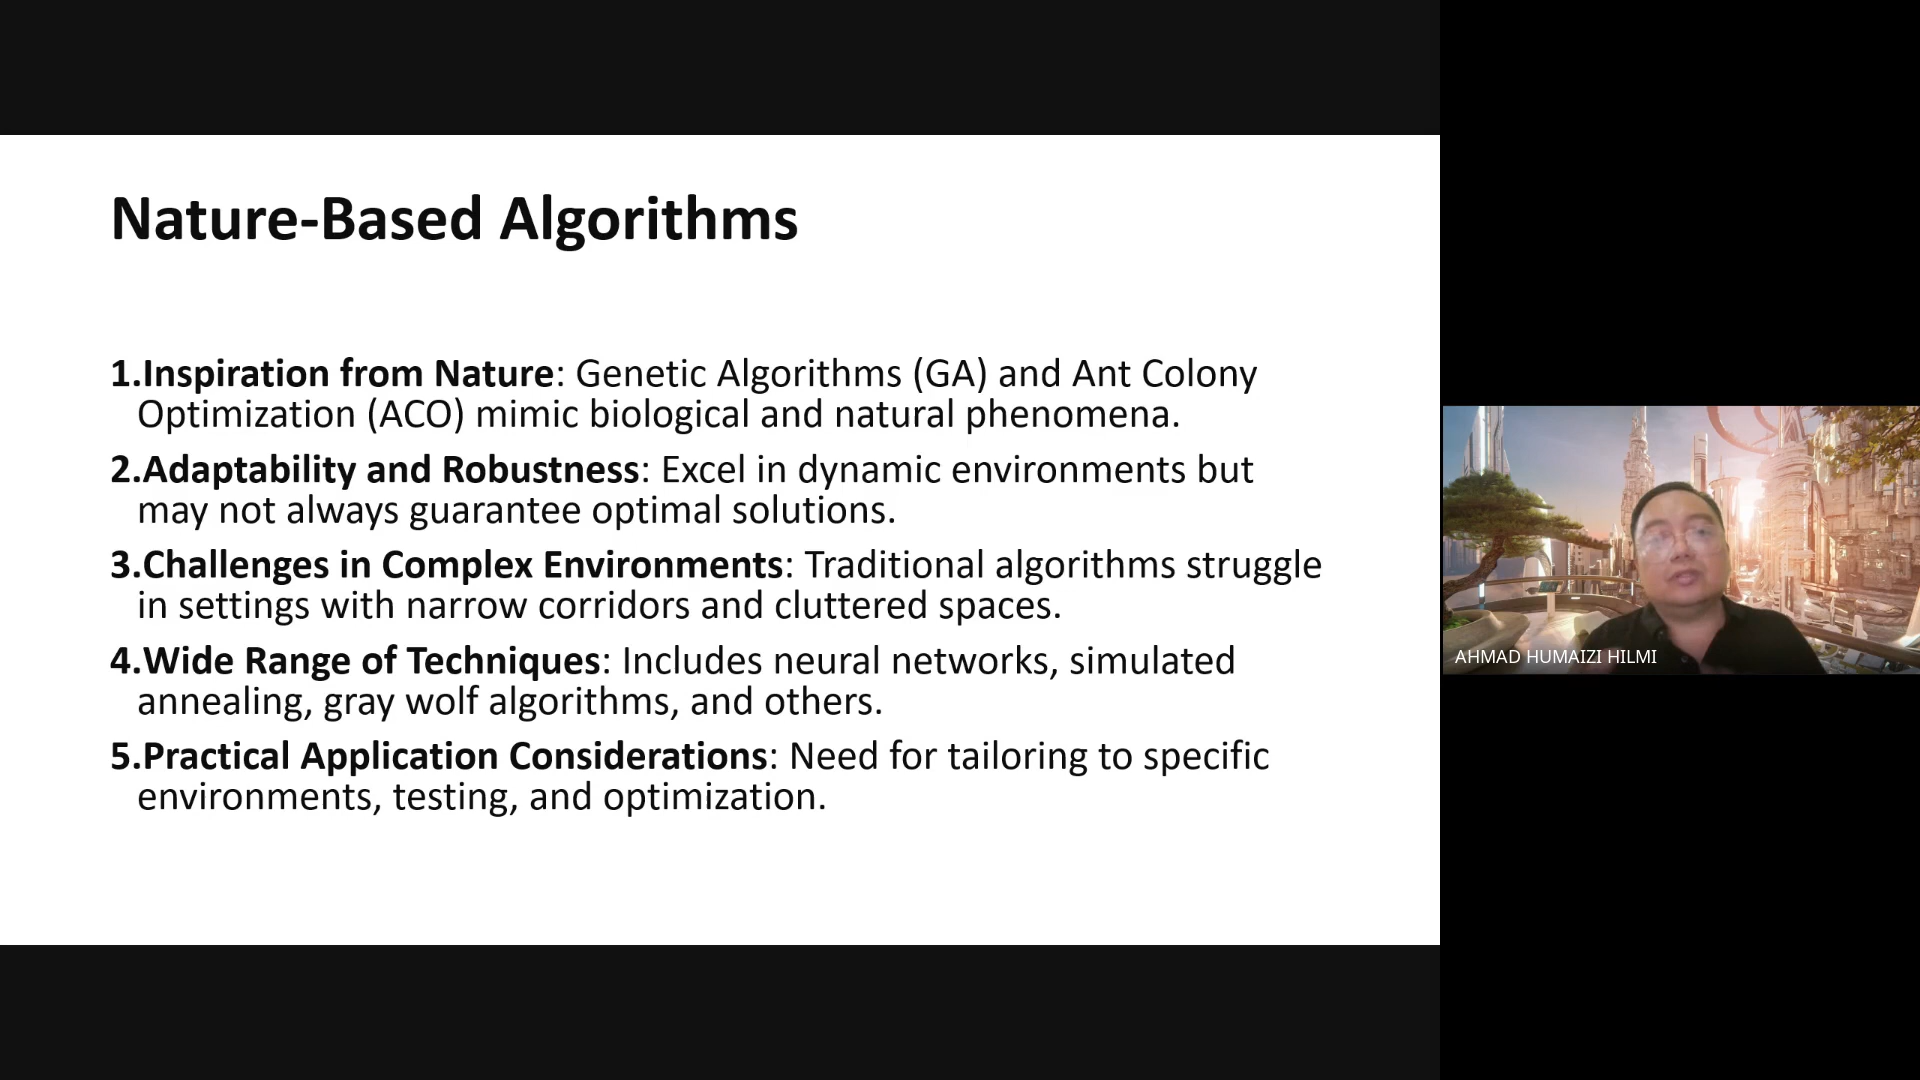 Nature-Based Algorithms
1.Inspiration from Nature: Genetic Algorithms (GA) and Ant Colony
Optimization (ACO) mimic biological and natural phenomena.
2.Adaptability and Robustness: Excel in dynamic environments but
may not always guarantee optimal solutions.
3.Challenges in Complex Environments: Traditional algorithms struggle
in settings with narrow corridors and cluttered spaces.
4.Wide Range of Techniques: Includes neural networks, simulated
annealing, gray wolf algorithms, and others.
5.Practical Application Considerations: Need for tailoring to specific
environments, testing, and optimization.
AHMAD HUMAIZI HILMI